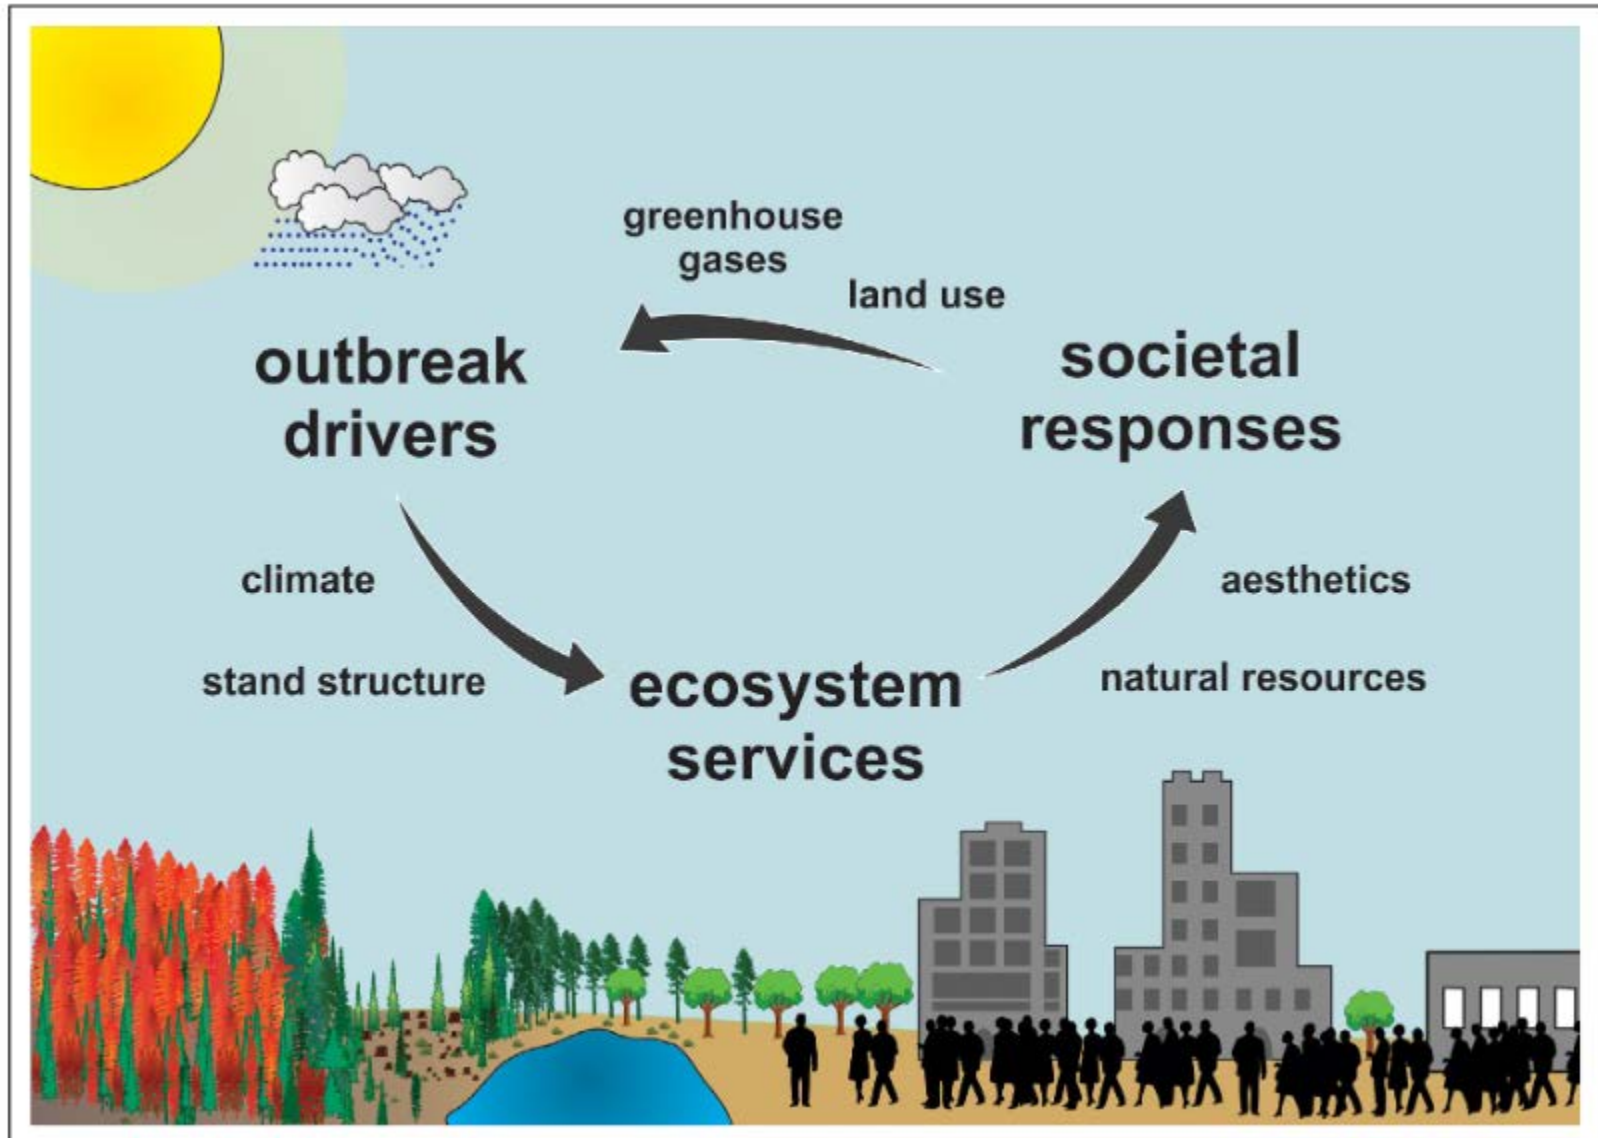 greenhouse
gases
land use
outbreak
drivers
societal
responses
climate
stand structure
aesthetics
natural resources
ecosystem
services